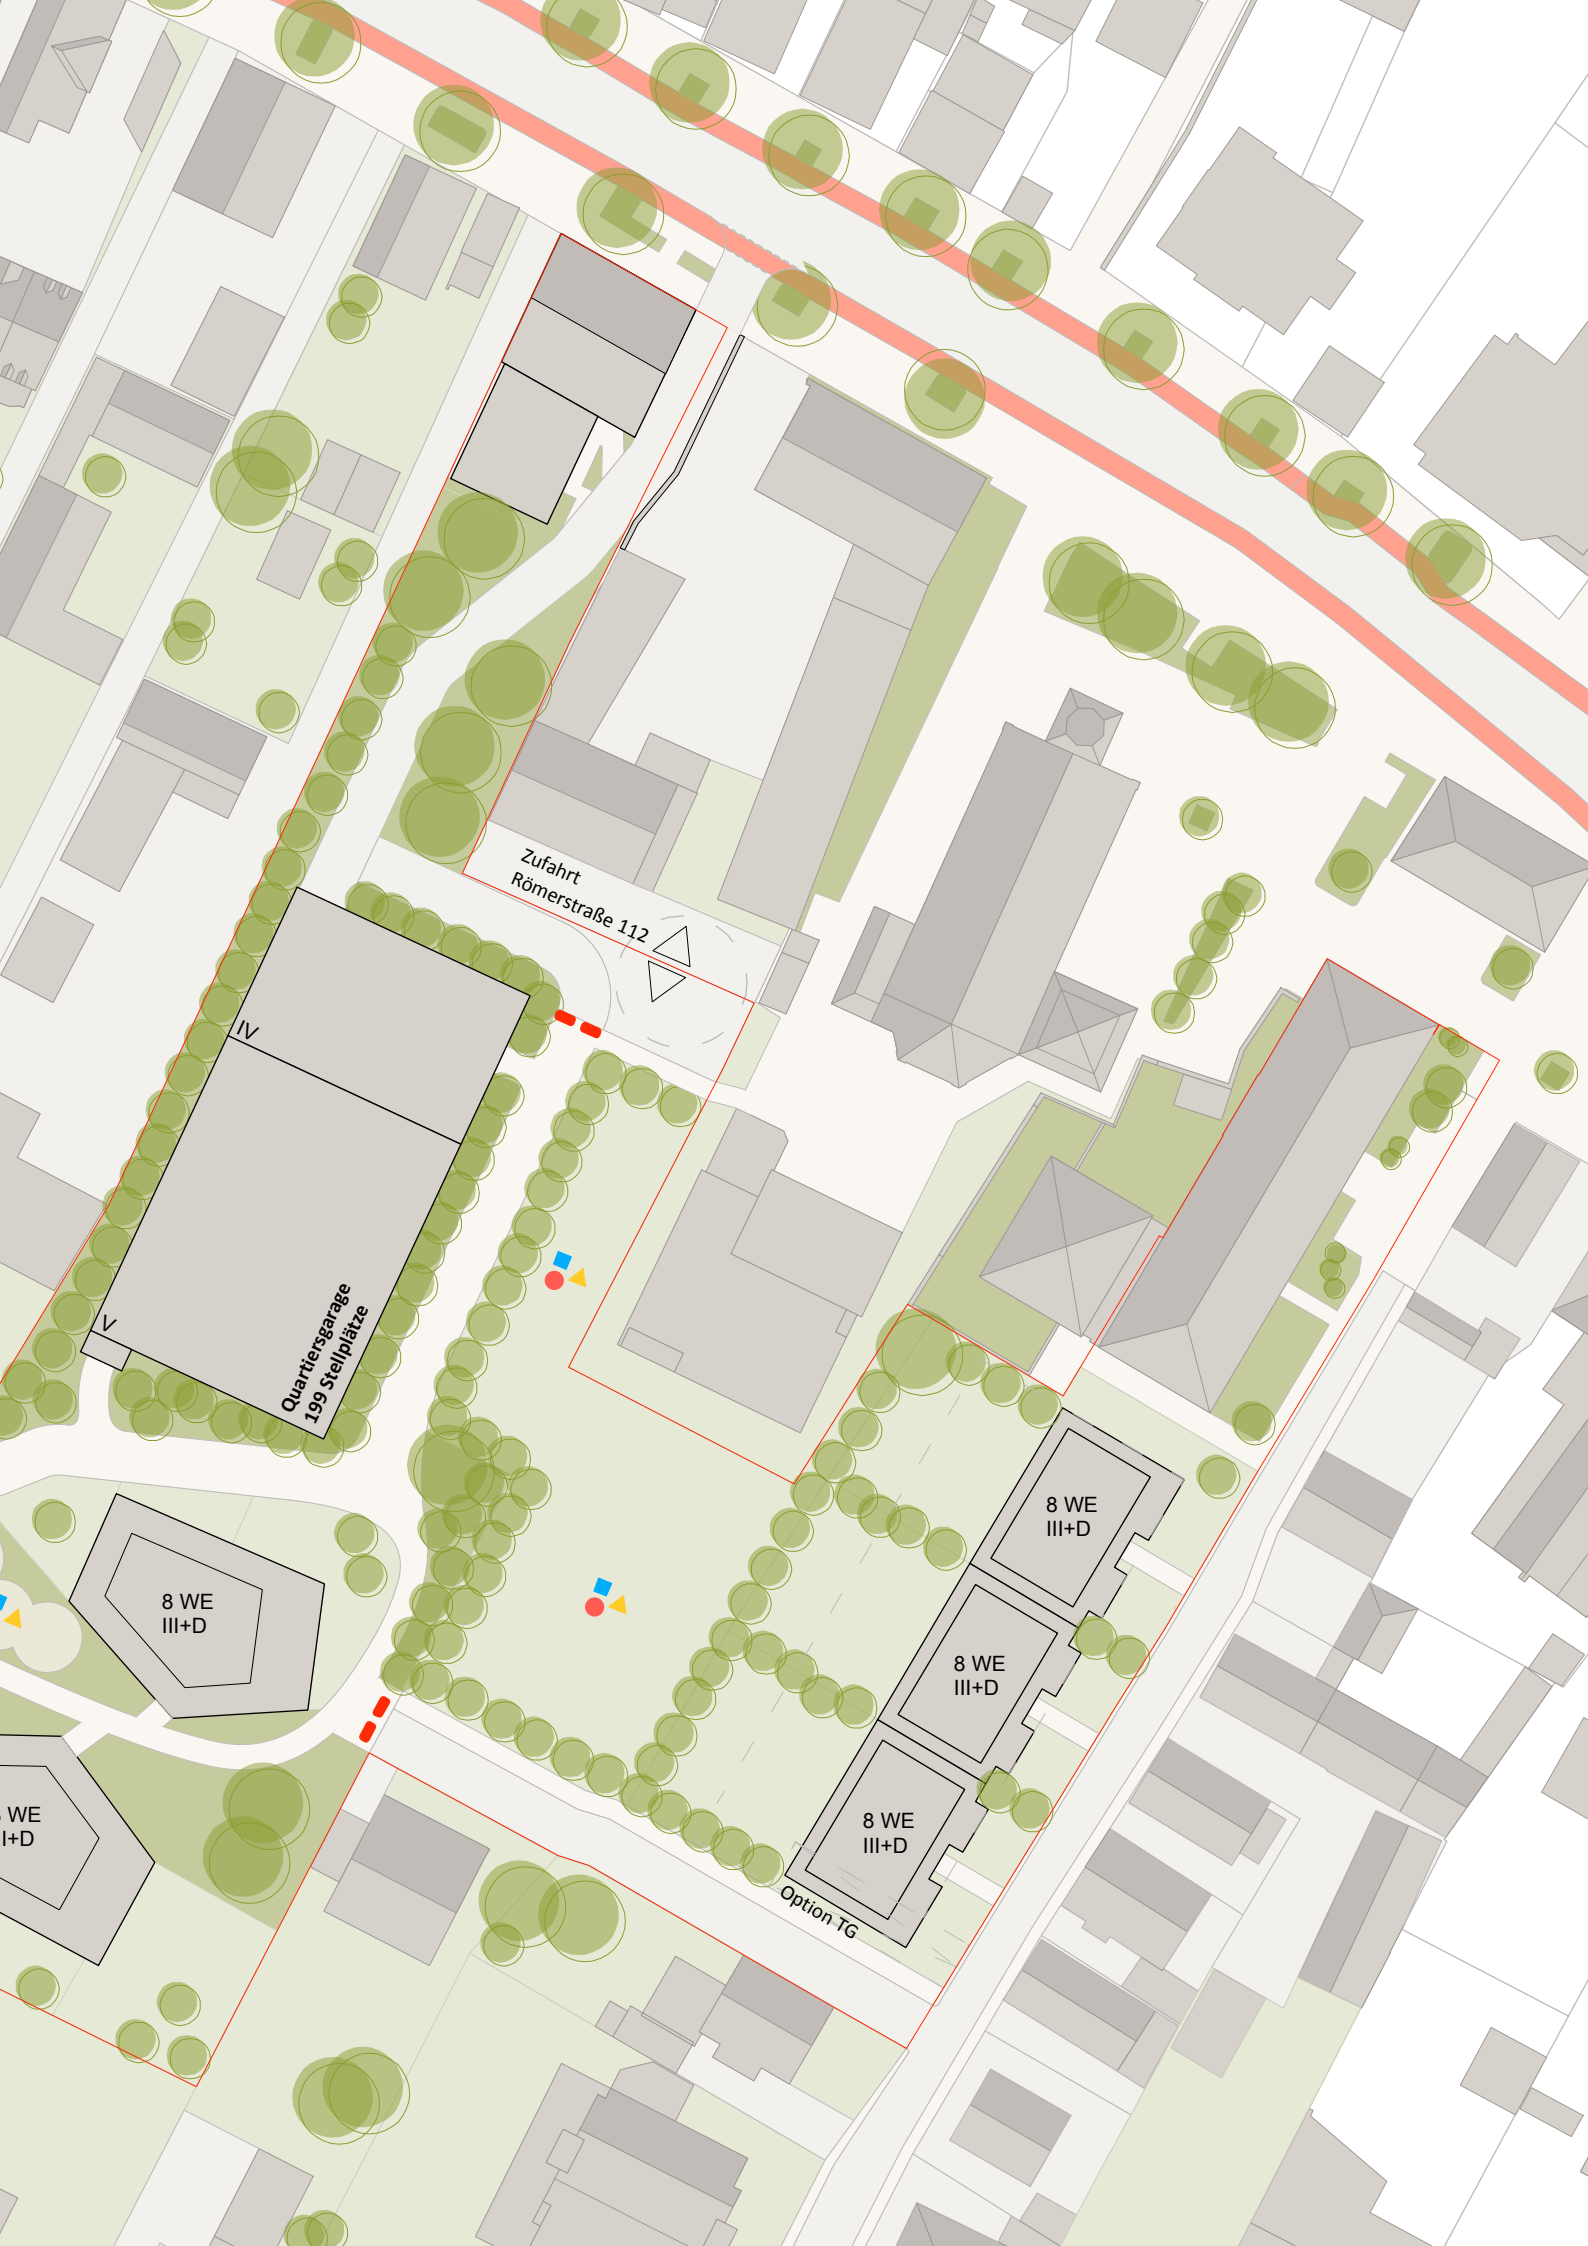 Zufahrt
Römerstraße 112
IV
V
Quartiersgarage
199 Stellplätze
8 WE
III+D
8 WE
III+D
8 WE
III+D
8 WE
III+D
WE
I+D
Option TG